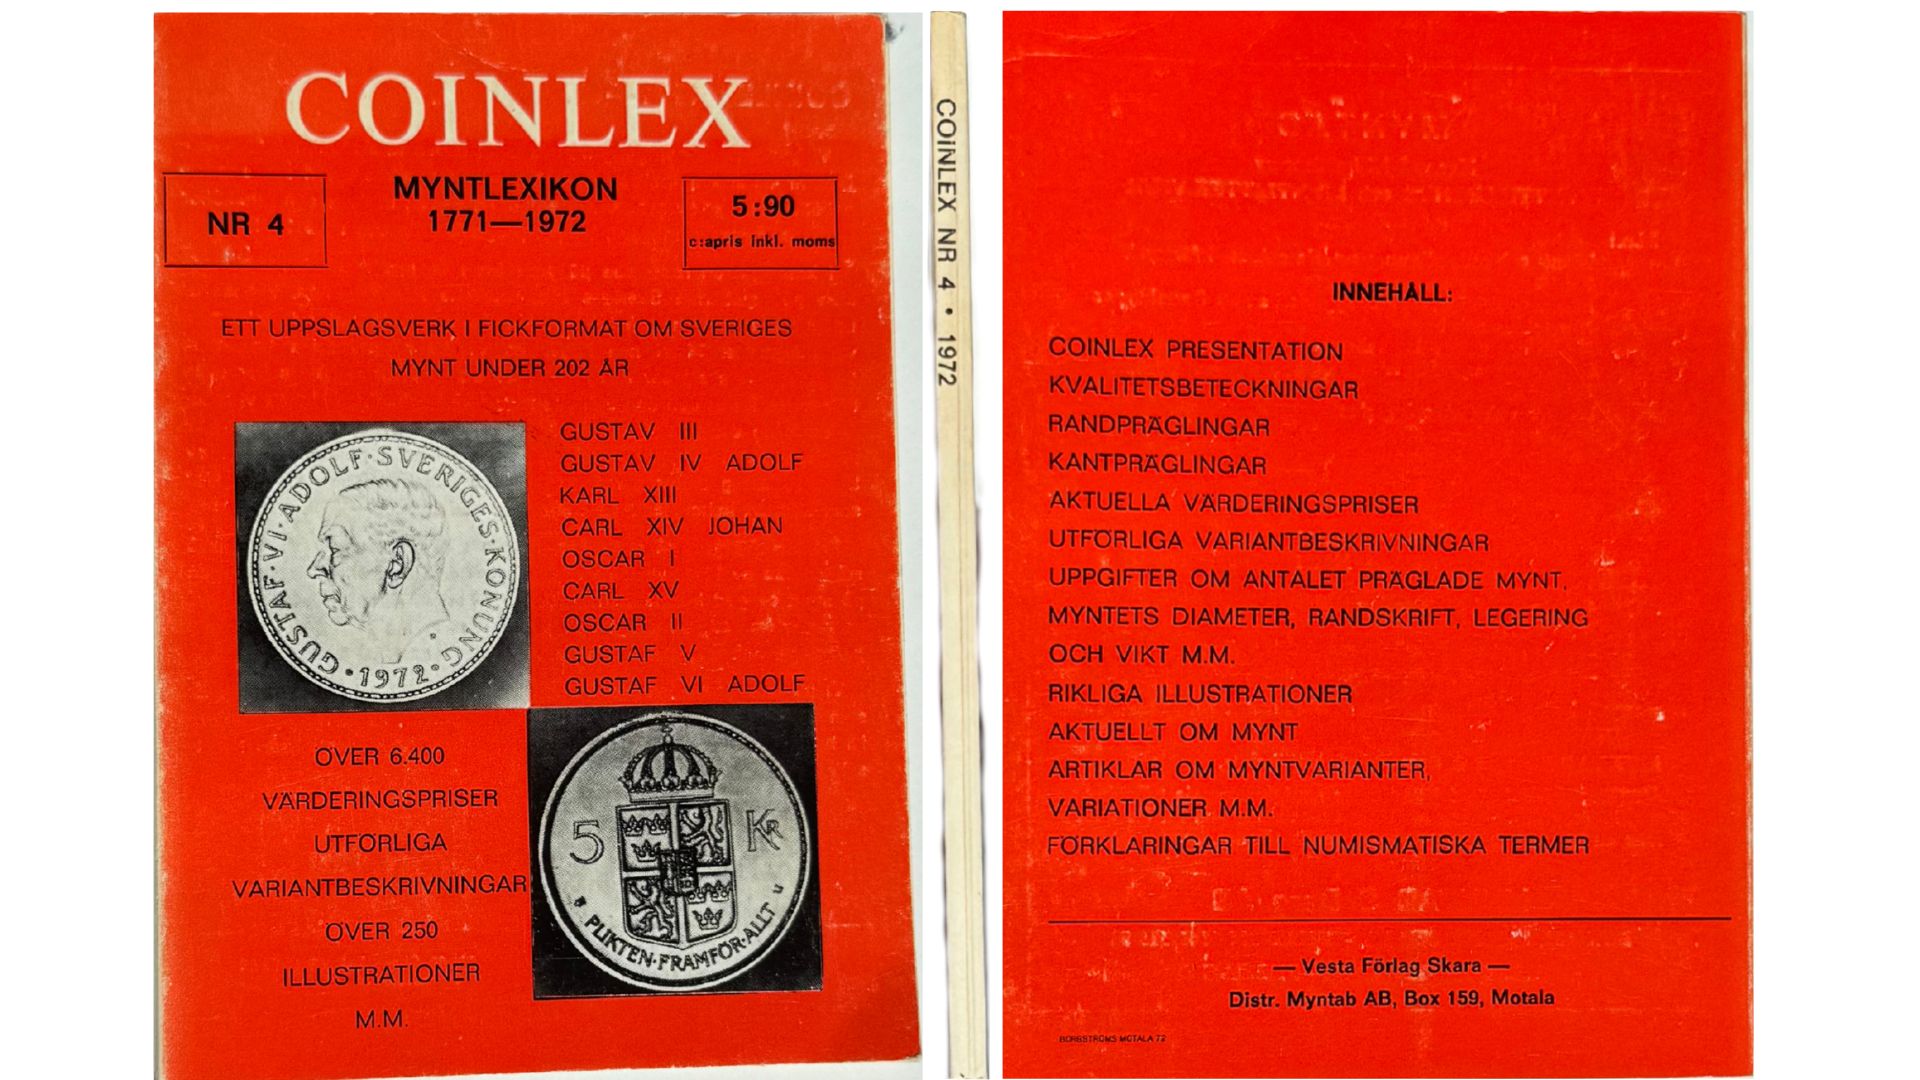 COINLEX
NR 4
MYNTLEXIKON
1771—1972
5:90
c:apris inkl. moms
ETT UPPSLAGSVERK I FICKFORMAT OM SVERIGES
MYNT UNDER 202 ÅR
GUSTAV III
GUSTAV IV ADOLF
KARL XIII
CARL XIV JOHAN
OSCAR I
CARL XV
OSCAR II
GUSTAF V
GUSTAF VI ADOLF
GUSTAF·VI·ADOLF·SVERIGES·KONUNG·
·1972·
ÖVER 6.400
VÄRDERINGSPRISER
UTFÖRLIGA
VARIANTBESKRIVNINGAR
ÖVER 250
ILLUSTRATIONER
M.M.
5 KR
PLIKTEN·FRAMFÖR·ALLT U
COINLEX NR 4 • 1972
INNEHÅLL:
COINLEX PRESENTATION
KVALITETSBETECKNINGAR
RANDPRÄGLINGAR
KANTPRÄGLINGAR
AKTUELLA VÄRDERINGSPRISER
UTFÖRLIGA VARIANTBESKRIVNINGAR
UPPGIFTER OM ANTALET PRÄGLADE MYNT,
MYNTETS DIAMETER, RANDSKRIFT, LEGERING
OCH VIKT M.M.
RIKLIGA ILLUSTRATIONER
AKTUELLT OM MYNT
ARTIKLAR OM MYNTVARIANTER,
VARIATIONER M.M.
FÖRKLARINGAR TILL NUMISMATISKA TERMER
— Vesta Förlag Skara —
Distr. Myntab AB, Box 159, Motala
BORGSTRÖMS MOTALA 72